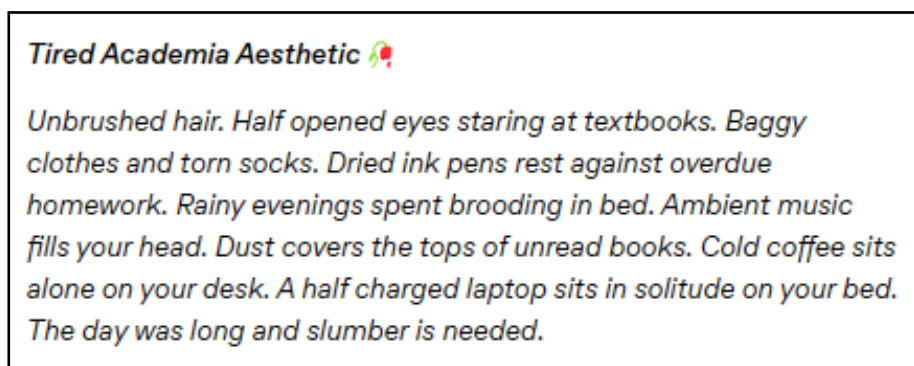 Tired Academia Aesthetic 🥀
Unbrushed hair. Half opened eyes staring at textbooks. Baggy
clothes and torn socks. Dried ink pens rest against overdue
homework. Rainy evenings spent brooding in bed. Ambient music
fills your head. Dust covers the tops of unread books. Cold coffee sits
alone on your desk. A half charged laptop sits in solitude on your bed.
The day was long and slumber is needed.